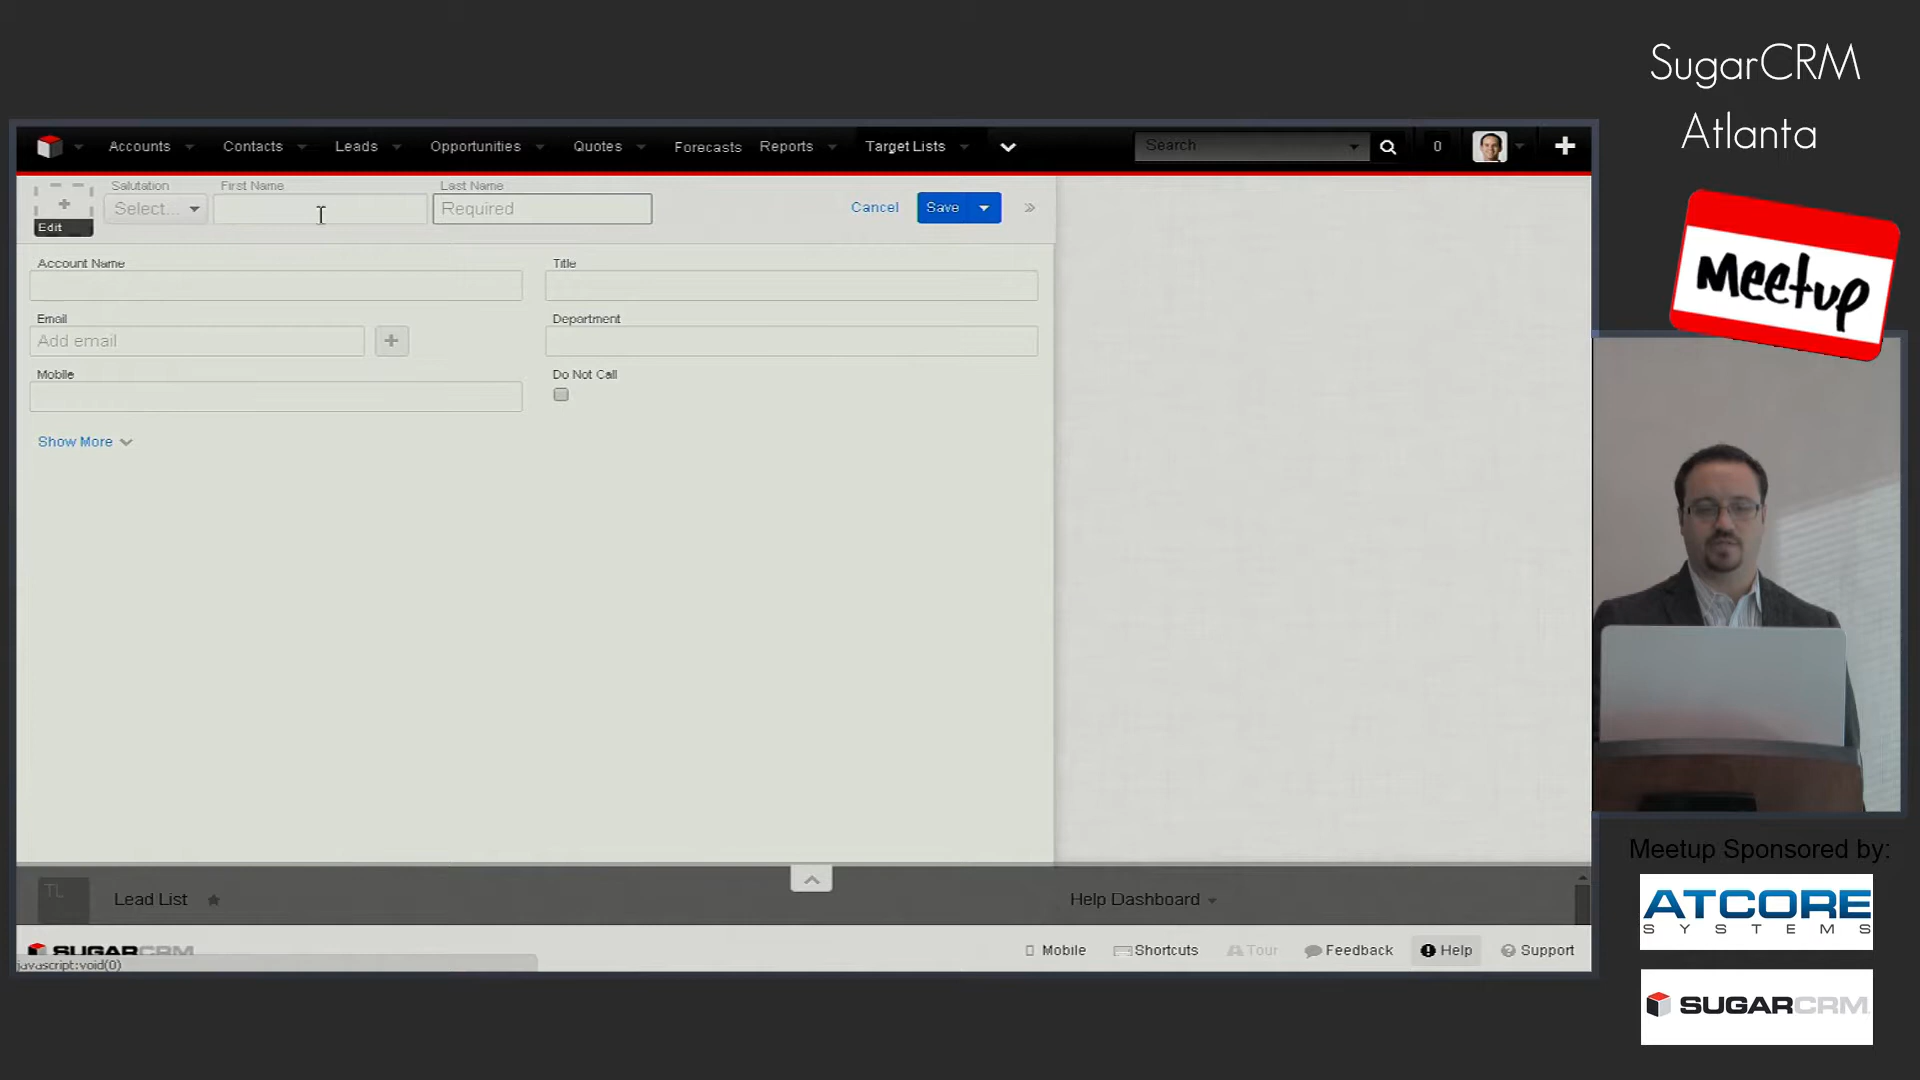 SugarCRM
Atlanta
Meetup
Accounts Contacts Leads Opportunities Quotes Forecasts Reports Target Lists Search 0
Salutation First Name Last Name
Select... Required Cancel Save
Edit
Account Name Title
Email Department
Add email
Mobile Do Not Call
Show More
TL Lead List Help Dashboard
SUGARCRM Mobile Shortcuts Tour Feedback Help Support
javascript:void(0)
Meetup Sponsored by:
ATCORE
SYSTEMS
SUGARCRM